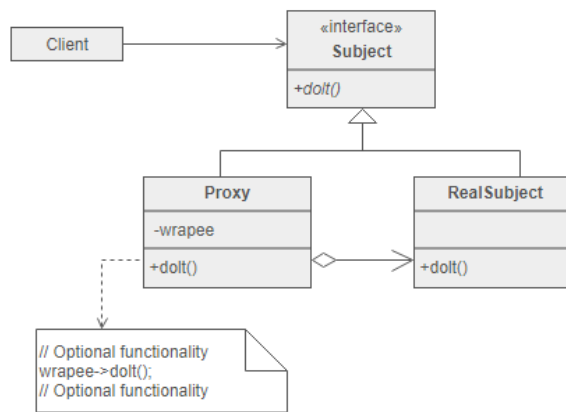 Client
«interface»
Subject
+doIt()
Proxy
-wrapee
+doIt()
RealSubject
+doIt()
// Optional functionality
wrapee->doIt();
// Optional functionality